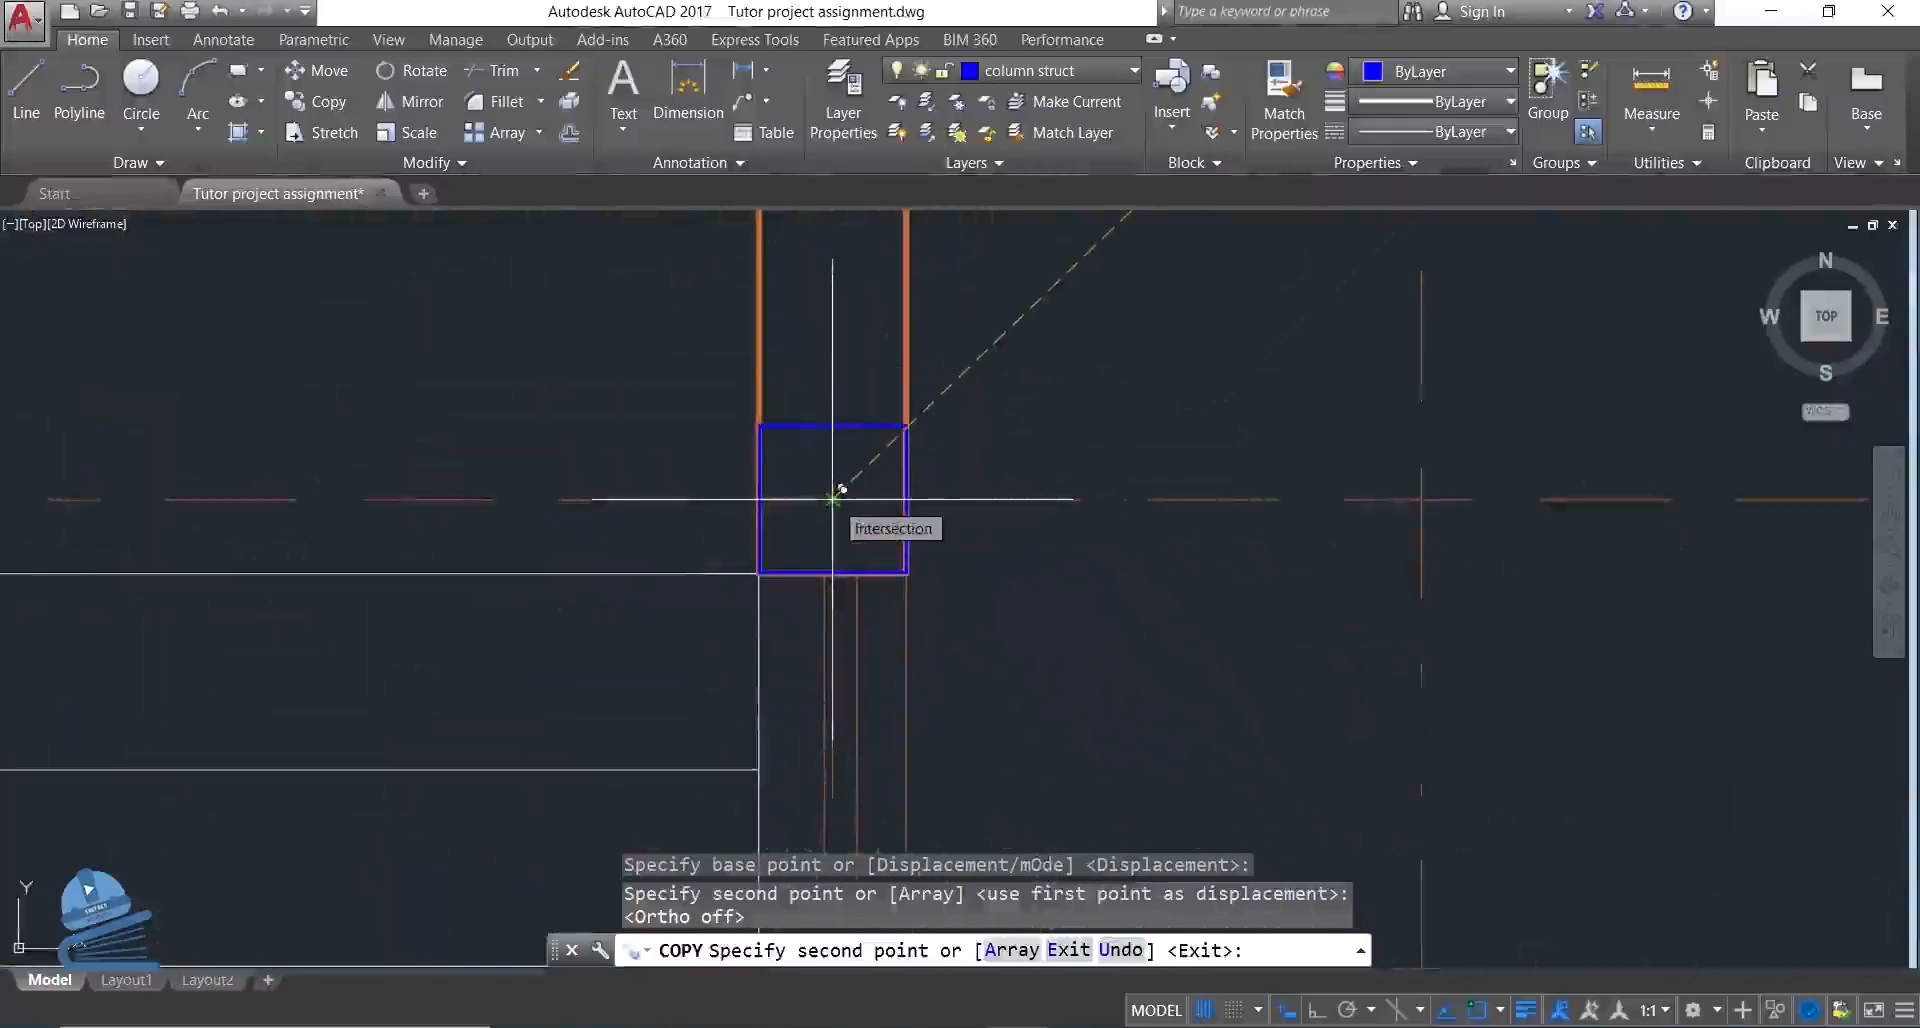 Autodesk AutoCAD 2017 Tutor project assignment.dwg
Type a keyword or phrase
Sign In
Home Insert Annotate Parametric View Manage Output Add-ins A360 Express Tools Featured Apps BIM 360 Performance
Line Polyline Circle Arc
Move Rotate Trim
Copy Mirror Fillet
Stretch Scale Array
Text Dimension Table
Layer Properties
column struct
Make Current
Match Layer
Insert
Match Properties
ByLayer
ByLayer
ByLayer
Group
Measure
Paste
Base
Draw Modify Annotation Layers Block Properties Groups Utilities Clipboard View
Start Tutor project assignment*
[−][Top][2D Wireframe]
N
W TOP E
S
WCS
Intersection
Specify base point or [Displacement/mOde] <Displacement>:
Specify second point or [Array] <use first point as displacement>:
<Ortho off>
COPY Specify second point or [Array Exit Undo] <Exit>:
Y
Model Layout1 Layout2
MODEL 1:1